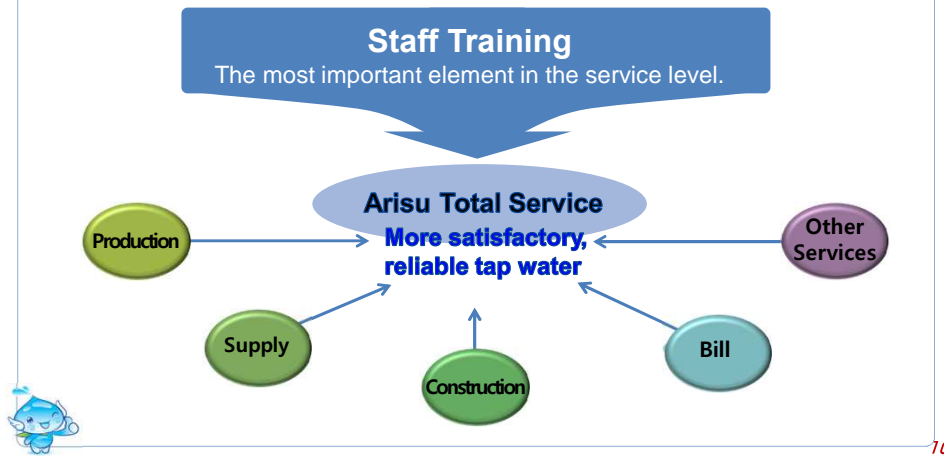 Staff Training
The most important element in the service level.
Arisu Total Service
More satisfactory,
reliable tap water
Production
Other
Services
Supply
Bill
Construction